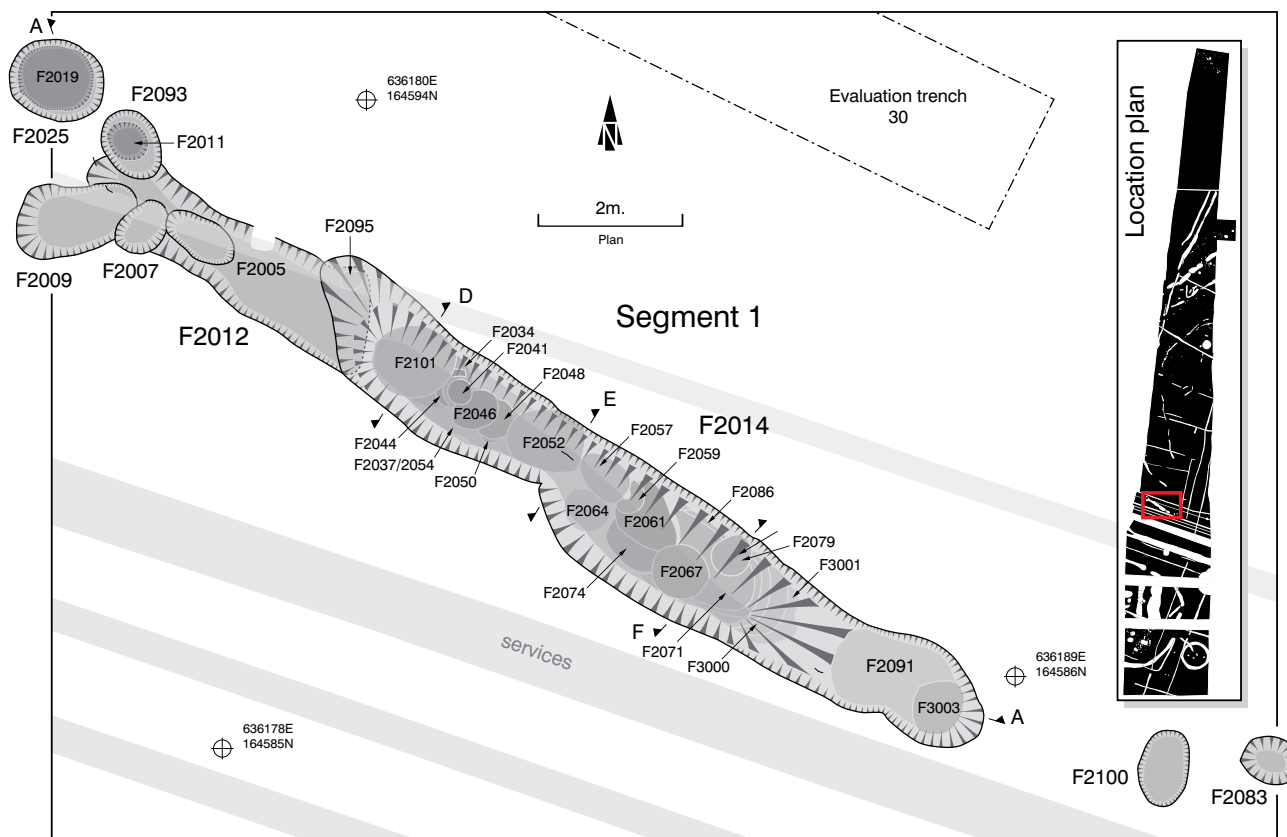 A
F2019
F2025
F2093
F2011
636180E
164594N
N
Evaluation trench
30
Location plan
2m.
Plan
F2009
F2007
F2005
F2095
F2012
Segment 1
D
F2034
F2041
F2048
F2101
F2046
F2044
F2037/2054
F2050
F2052
E
F2014
F2057
F2059
F2086
F2064
F2061
F2079
F2074
F2067
F3001
F
F2071
F3000
services
F2091
F3003
A
636189E
164586N
636178E
164585N
F2100
F2083